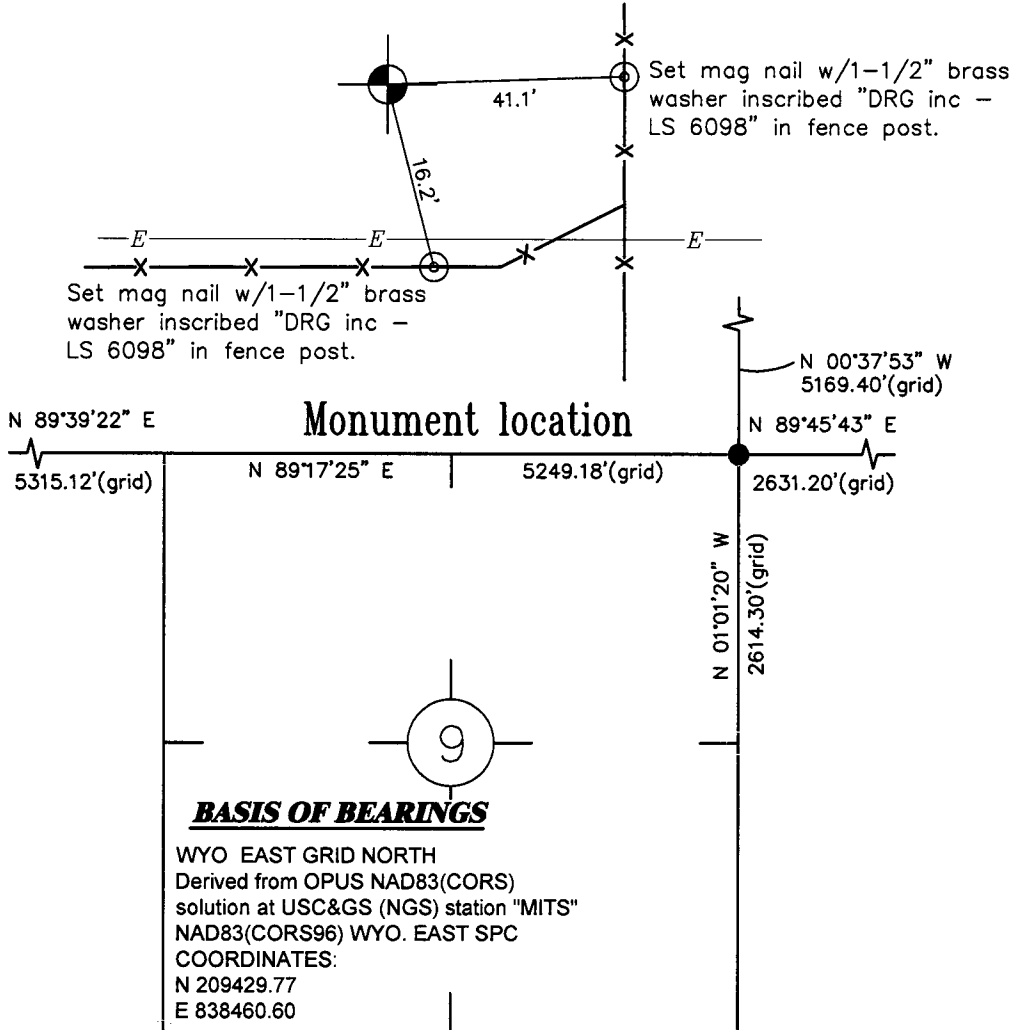 Set mag nail w/1-1/2" brass
washer inscribed "DRG inc -
LS 6098" in fence post.
41.1'
16.2'
E
E
E
Set mag nail w/1-1/2" brass
washer inscribed "DRG inc -
LS 6098" in fence post.
N 00°37'53" W
5169.40'(grid)
Monument location
N 89°39'22" E
5315.12'(grid)
N 89°17'25" E
5249.18'(grid)
N 89°45'43" E
2631.20'(grid)
N 01°01'20" W
2614.30'(grid)
9
BASIS OF BEARINGS
WYO EAST GRID NORTH
Derived from OPUS NAD83(CORS)
solution at USC&GS (NGS) station "MITS"
NAD83(CORS96) WYO. EAST SPC
COORDINATES:
N 209429.77
E 838460.60